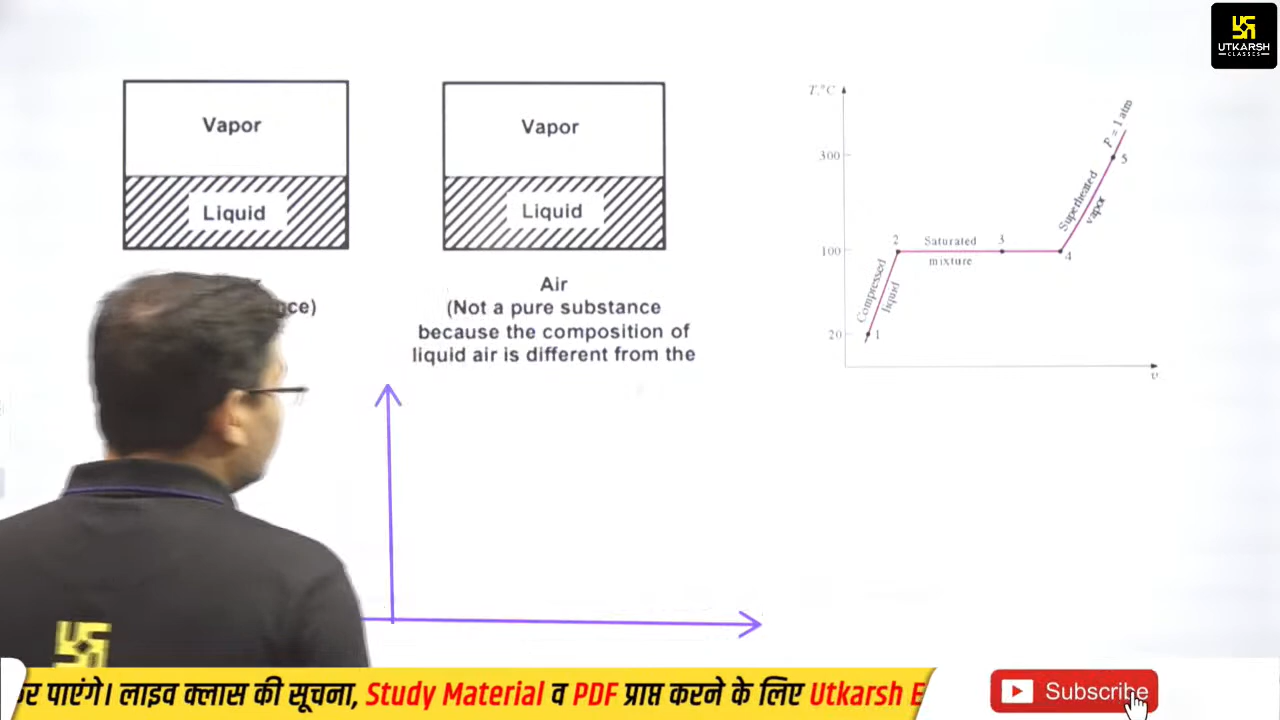 UTKARSH
CLASSES
Vapor
Liquid
Vapor
Liquid
Air
(Not a pure substance
because the composition of
liquid air is different from the
T,°C
300
100
20
1
2
3
4
5
Compressed
liquid
Saturated
mixture
Superheated
vapor
P = 1 atm
v
पाएंगे। लाइव क्लास की सूचना, Study Material व PDF प्राप्त करने के लिए Utkarsh
Subscribe